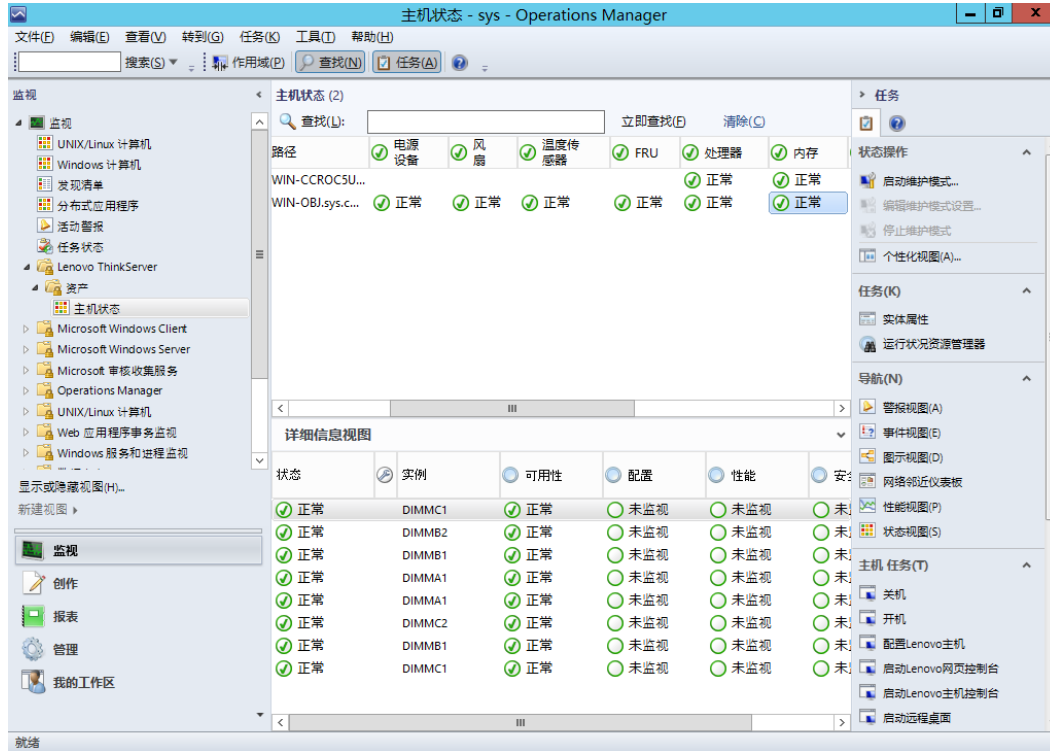 主机状态 - sys - Operations Manager
文件(F) 编辑(E) 查看(V) 转到(G) 任务(K) 工具(T) 帮助(H)
搜索(S) 作用域(P) 查找(N) 任务(A)
监视
监视
UNIX/Linux 计算机
Windows 计算机
发现清单
分布式应用程序
活动警报
任务状态
Lenovo ThinkServer
资产
主机状态
Microsoft Windows Client
Microsoft Windows Server
Microsoft 审核收集服务
Operations Manager
UNIX/Linux 计算机
Web 应用程序事务监视
Windows 服务和进程监视
显示或隐藏视图(H)...
新建视图
监视
创作
报表
管理
我的工作区
就绪
主机状态 (2)
查找(L): 立即查找(F) 清除(C)
路径 电源设备 风扇 温度传感器 FRU 处理器 内存
WIN-CCROC5U... 正常 正常
WIN-OBJ.sys.c... 正常 正常 正常 正常 正常 正常
详细信息视图
状态 实例 可用性 配置 性能 安
正常 DIMMC1 正常 未监视 未监视 未
正常 DIMMB2 正常 未监视 未监视 未
正常 DIMMB1 正常 未监视 未监视 未
正常 DIMMA1 正常 未监视 未监视 未
正常 DIMMA1 正常 未监视 未监视 未
正常 DIMMC2 正常 未监视 未监视 未
正常 DIMMB1 正常 未监视 未监视 未
正常 DIMMC1 正常 未监视 未监视 未
任务
状态操作
启动维护模式...
编辑维护模式设置...
停止维护模式
个性化视图(A)...
任务(K)
实体属性
运行状况资源管理器
导航(N)
警报视图(A)
事件视图(E)
图示视图(D)
网络邻近仪表板
性能视图(P)
状态视图(S)
主机 任务(T)
关机
开机
配置Lenovo主机
启动Lenovo网页控制台
启动Lenovo主机控制台
启动远程桌面